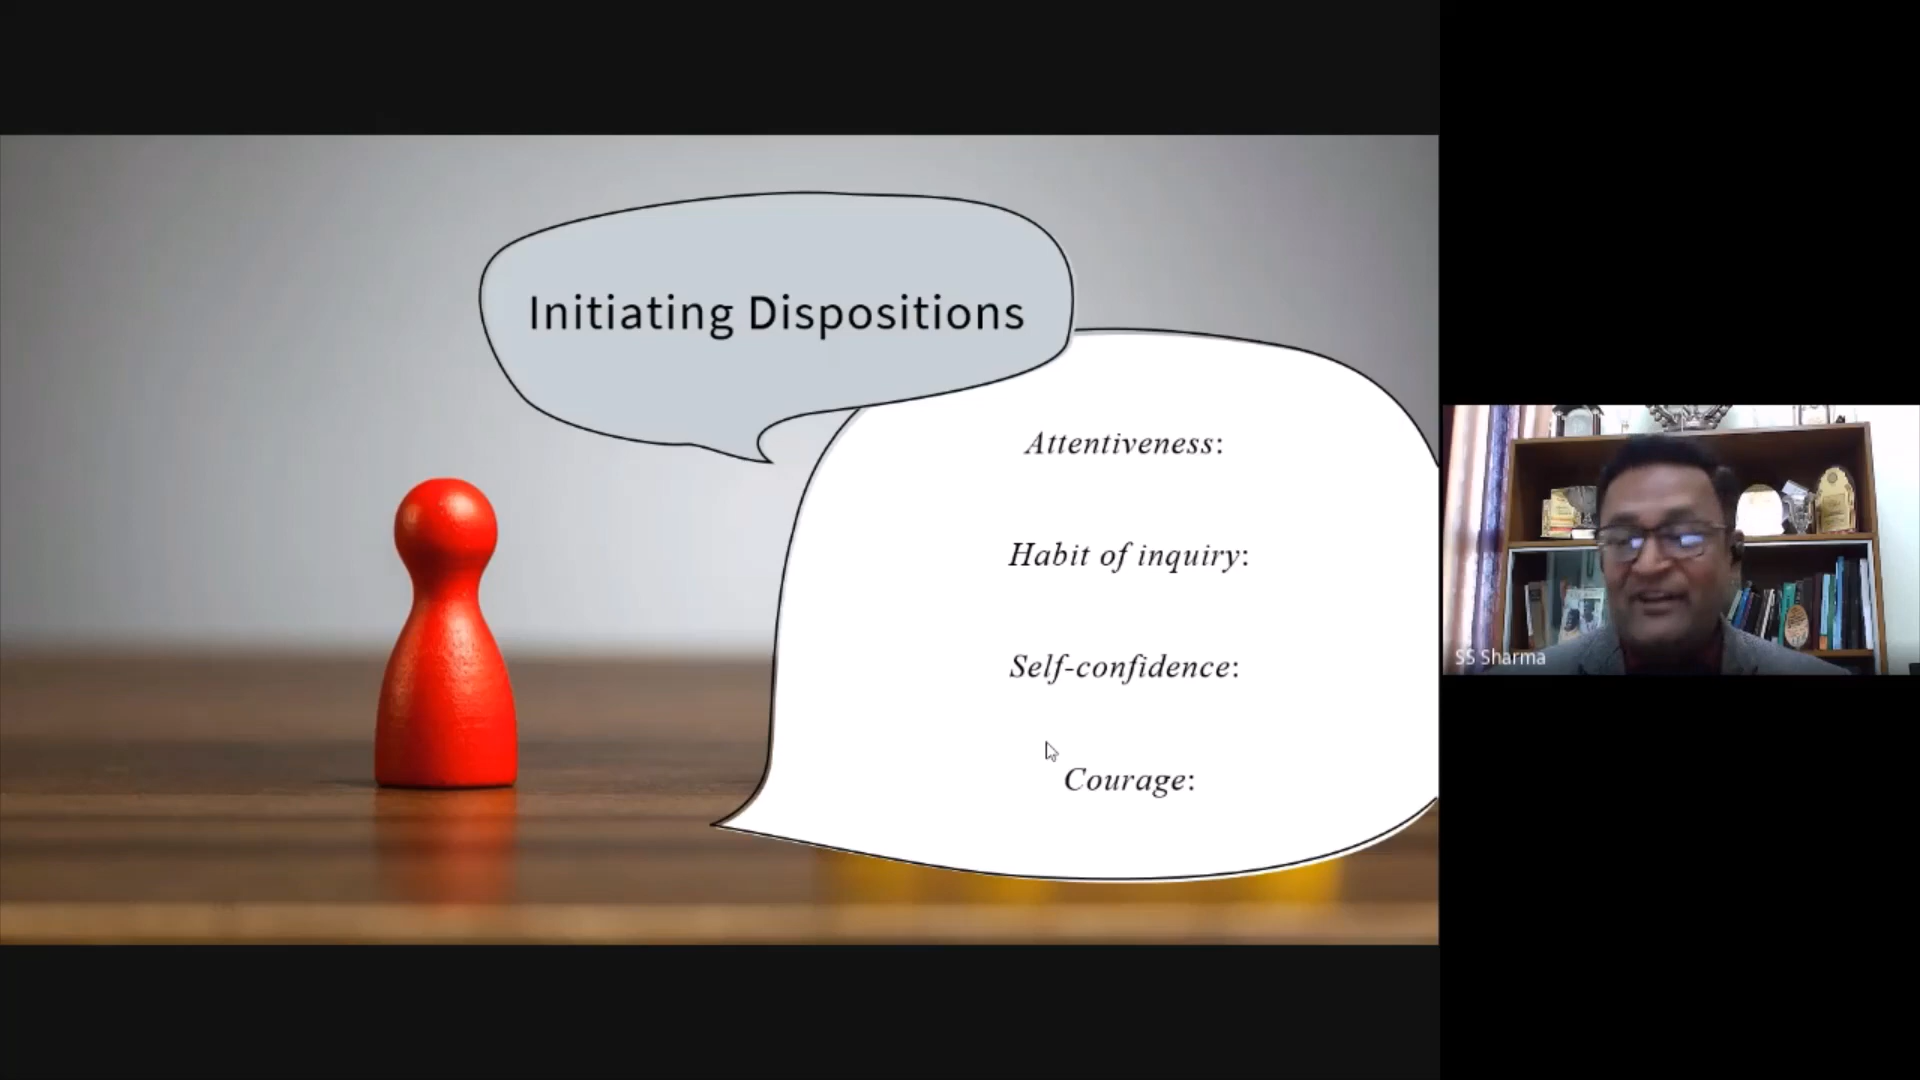 Initiating Dispositions
Attentiveness:
Habit of inquiry:
Self-confidence:
Courage:
SS Sharma